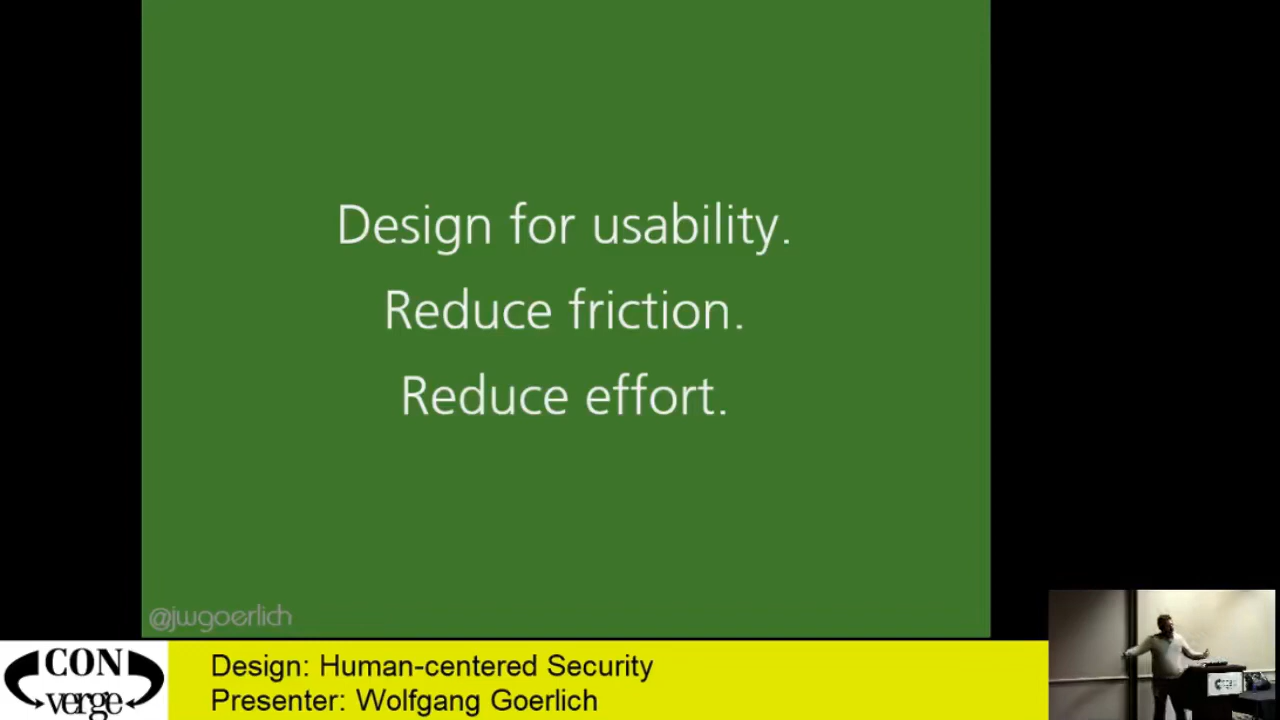 Design for usability.
Reduce friction.
Reduce effort.
@jwgoerlich
CON
verge
Design: Human-centered Security
Presenter: Wolfgang Goerlich